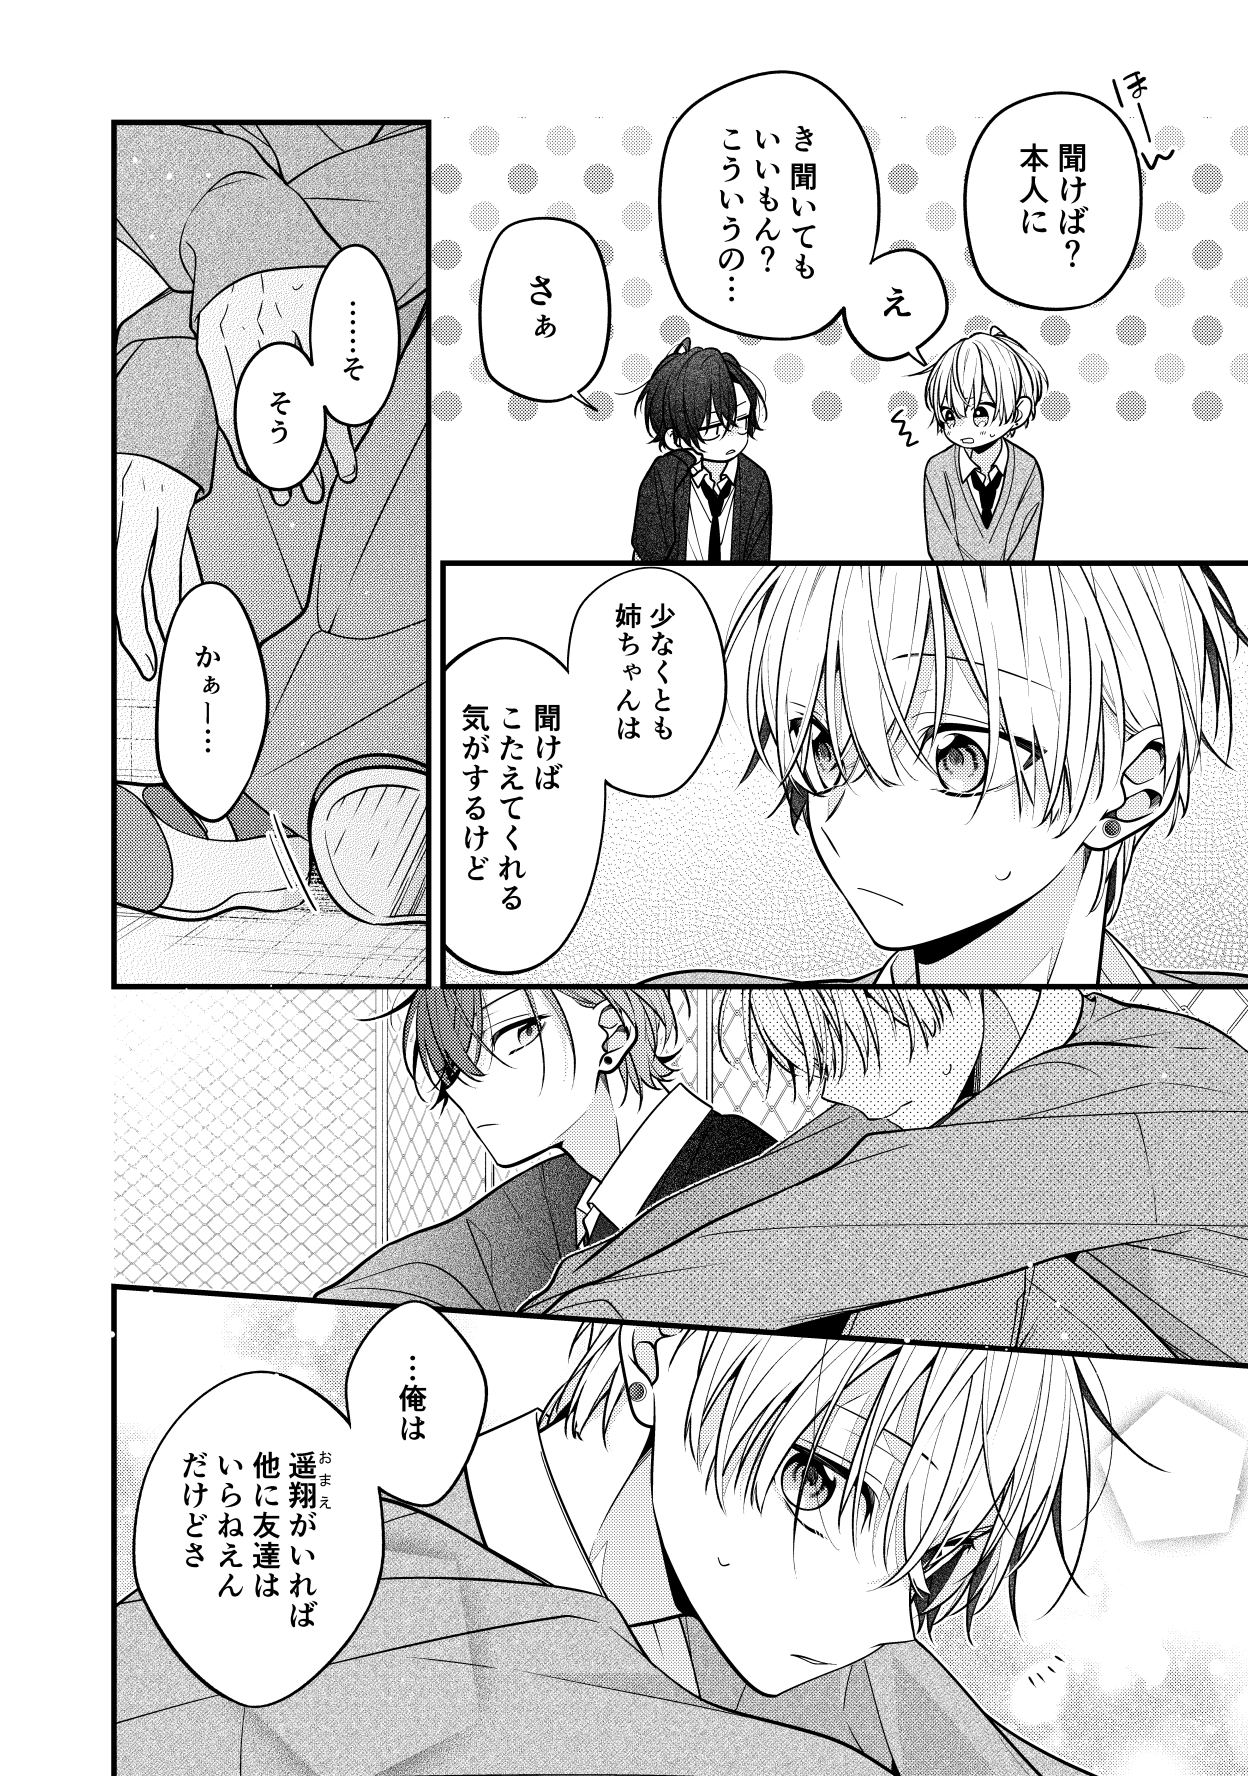 ほーん
聞けば?
本人に
え
き 聞いても
いいもん?
こういうの…
さぁ
……そ
そう
かぁー…
少なくとも
姉ちゃんは
聞けば
こたえてくれる
気がするけど
…俺は
遥翔がいれば
おまえ
他に友達は
いらねえん
だけどさ